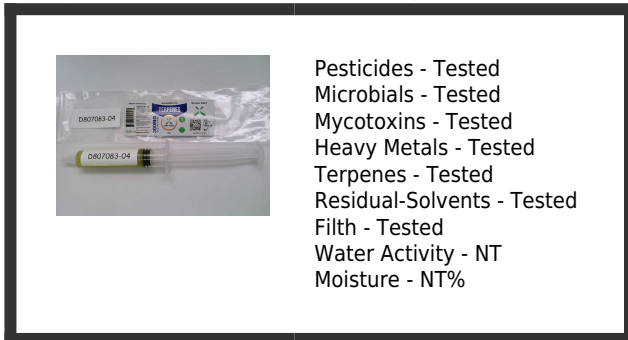 D807083-04
TERPENES
D807083-04
Pesticides - Tested
Microbials - Tested
Mycotoxins - Tested
Heavy Metals - Tested
Terpenes - Tested
Residual-Solvents - Tested
Filth - Tested
Water Activity - NT
Moisture - NT%